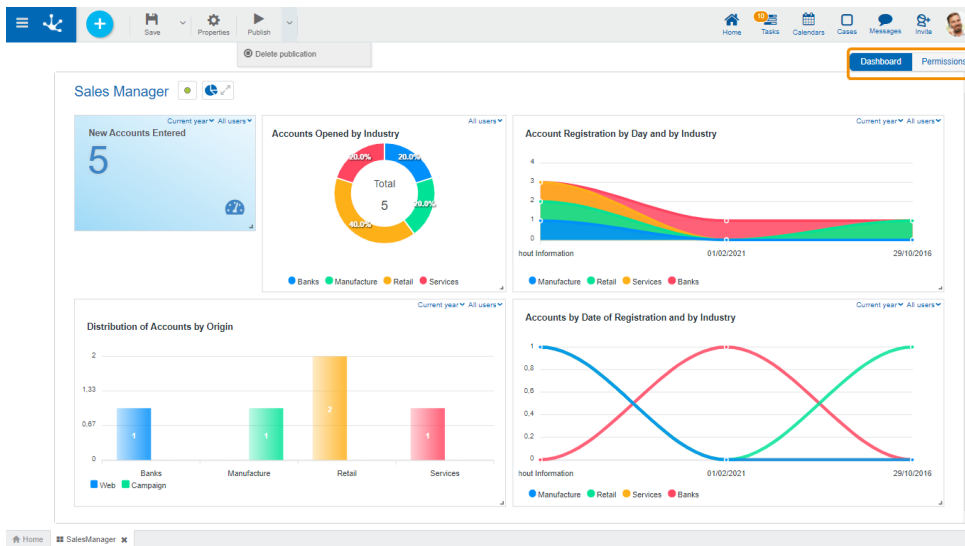 Save
Properties
Publish
Home
10
Tasks
Calendars
Cases
Messages
Invite
Delete publication
Dashboard
Permissions
Sales Manager
Current year All users
New Accounts Entered
5
All users
Accounts Opened by Industry
20.0%
20.0%
Total
5
20.0%
40.0%
Banks Manufacture Retail Services
Current year All users
Account Registration by Day and by Industry
4
3
2
1
0
hout Information 01/02/2021 29/10/2016
Manufacture Retail Services Banks
Current year All users
Distribution of Accounts by Origin
2
1.33
0.67
0
1
1
2
1
Banks Manufacture Retail Services
Web Campaign
Current year All users
Accounts by Date of Registration and by Industry
1
0.8
0.6
0.4
0.2
0
hout Information 01/02/2021 29/10/2016
Manufacture Retail Services Banks
Home SalesManager